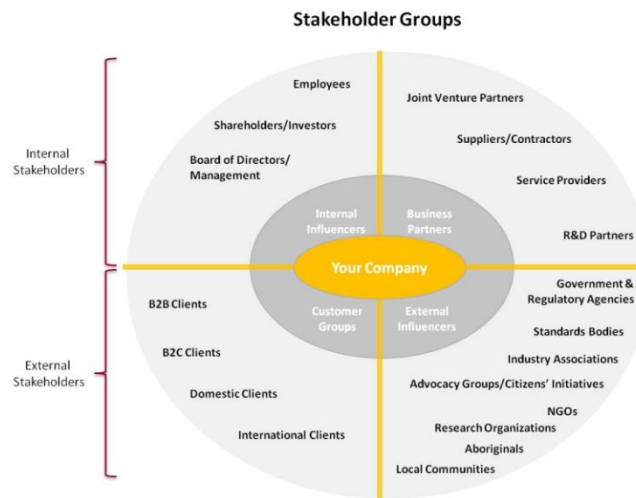 Stakeholder Groups
Internal
Stakeholders
Employees
Shareholders/Investors
Board of Directors/
Management
Joint Venture Partners
Suppliers/Contractors
Service Providers
R&D Partners
Internal
Influencers
Business
Partners
Your Company
Customer
Groups
External
Influencers
External
Stakeholders
B2B Clients
B2C Clients
Domestic Clients
International Clients
Government &
Regulatory Agencies
Standards Bodies
Industry Associations
Advocacy Groups/Citizens’ Initiatives
NGOs
Research Organizations
Aboriginals
Local Communities